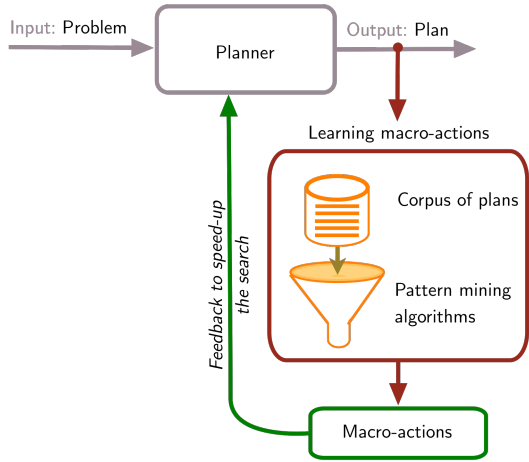 Input: Problem
Planner
Output: Plan
Learning macro-actions
Corpus of plans
Pattern mining
algorithms
Feedback to speed-up
the search
Macro-actions